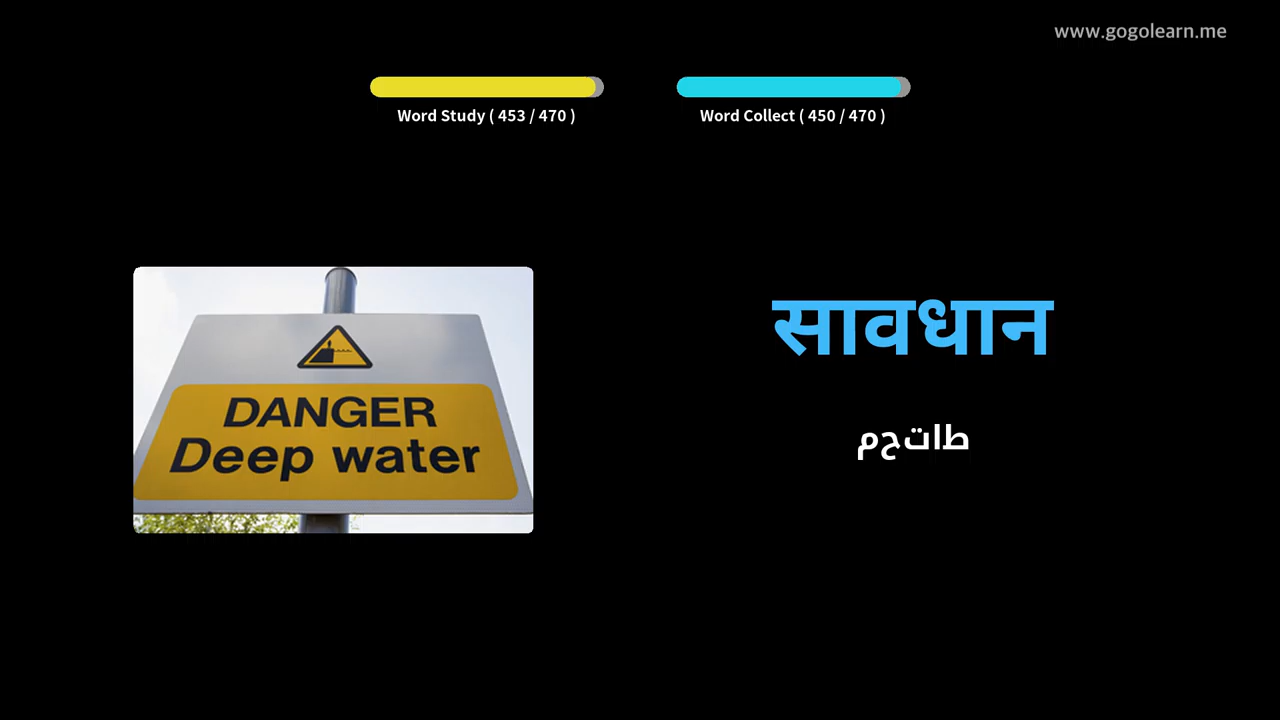 www.gogolearn.me
Word Study ( 453 / 470 )
Word Collect ( 450 / 470 )
DANGER
Deep water
सावधान
طاتحم